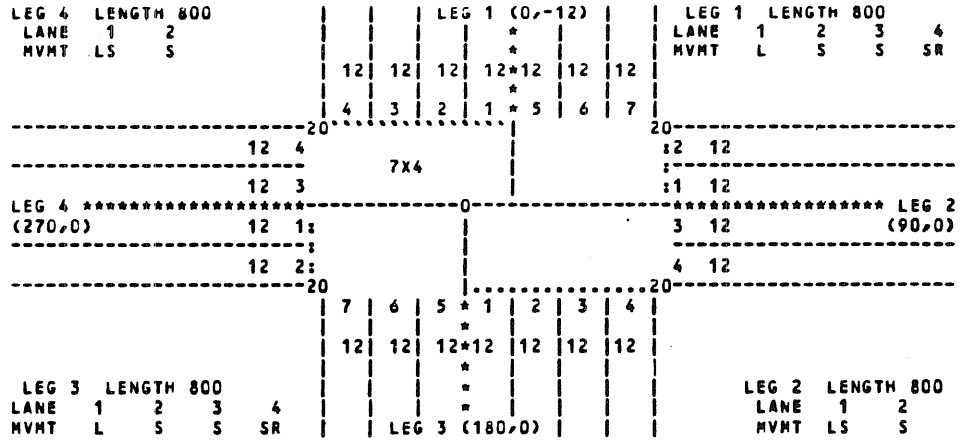 LEG 4 LENGTH 800 LEG 1 (0,-12) LEG 1 LENGTH 800
LANE 1 2 LANE 1 2 3 4
MVMT LS S MVMT L S S SR
12 12 12 12*12 12 12
4 3 2 1 * 5 6 7
20 20
12 4 :2 12
7X4
12 3 :1 12
LEG 4 ******************* 0 ****************** LEG 2
(270,0) 12 1: 3 12 (90,0)
12 2: 4 12
20 20
7 6 5 * 1 2 3 4
12 12 12*12 12 12 12
LEG 3 LENGTH 800 LEG 2 LENGTH 800
LANE 1 2 3 4 LANE 1 2
MVMT L S S SR LEG 3 (180,0) MVMT LS S